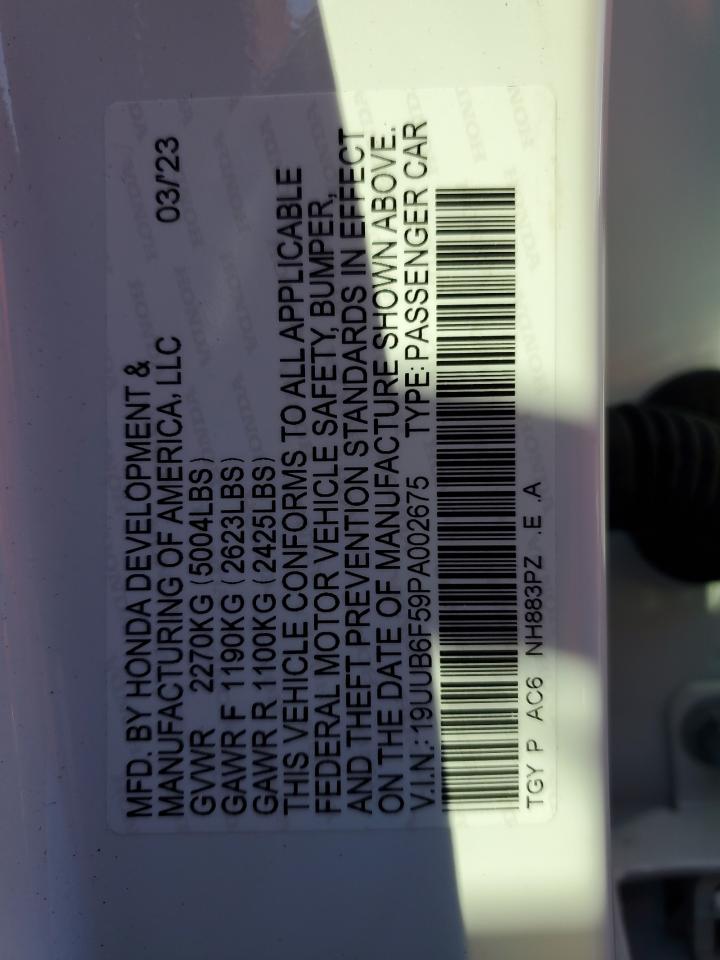 MFD. BY HONDA DEVELOPMENT & 03/'23
MANUFACTURING OF AMERICA, LLC
GVWR 2270KG (5004LBS)
GAWR F 1190KG (2623LBS)
GAWR R 1100KG (2425LBS)
THIS VEHICLE CONFORMS TO ALL APPLICABLE
FEDERAL MOTOR VEHICLE SAFETY, BUMPER,
AND THEFT PREVENTION STANDARDS IN EFFECT
ON THE DATE OF MANUFACTURE SHOWN ABOVE.
V.I.N.: 19UUB6F59PA002675 TYPE: PASSENGER CAR
TGY P AC6 NH883PZ .E .A